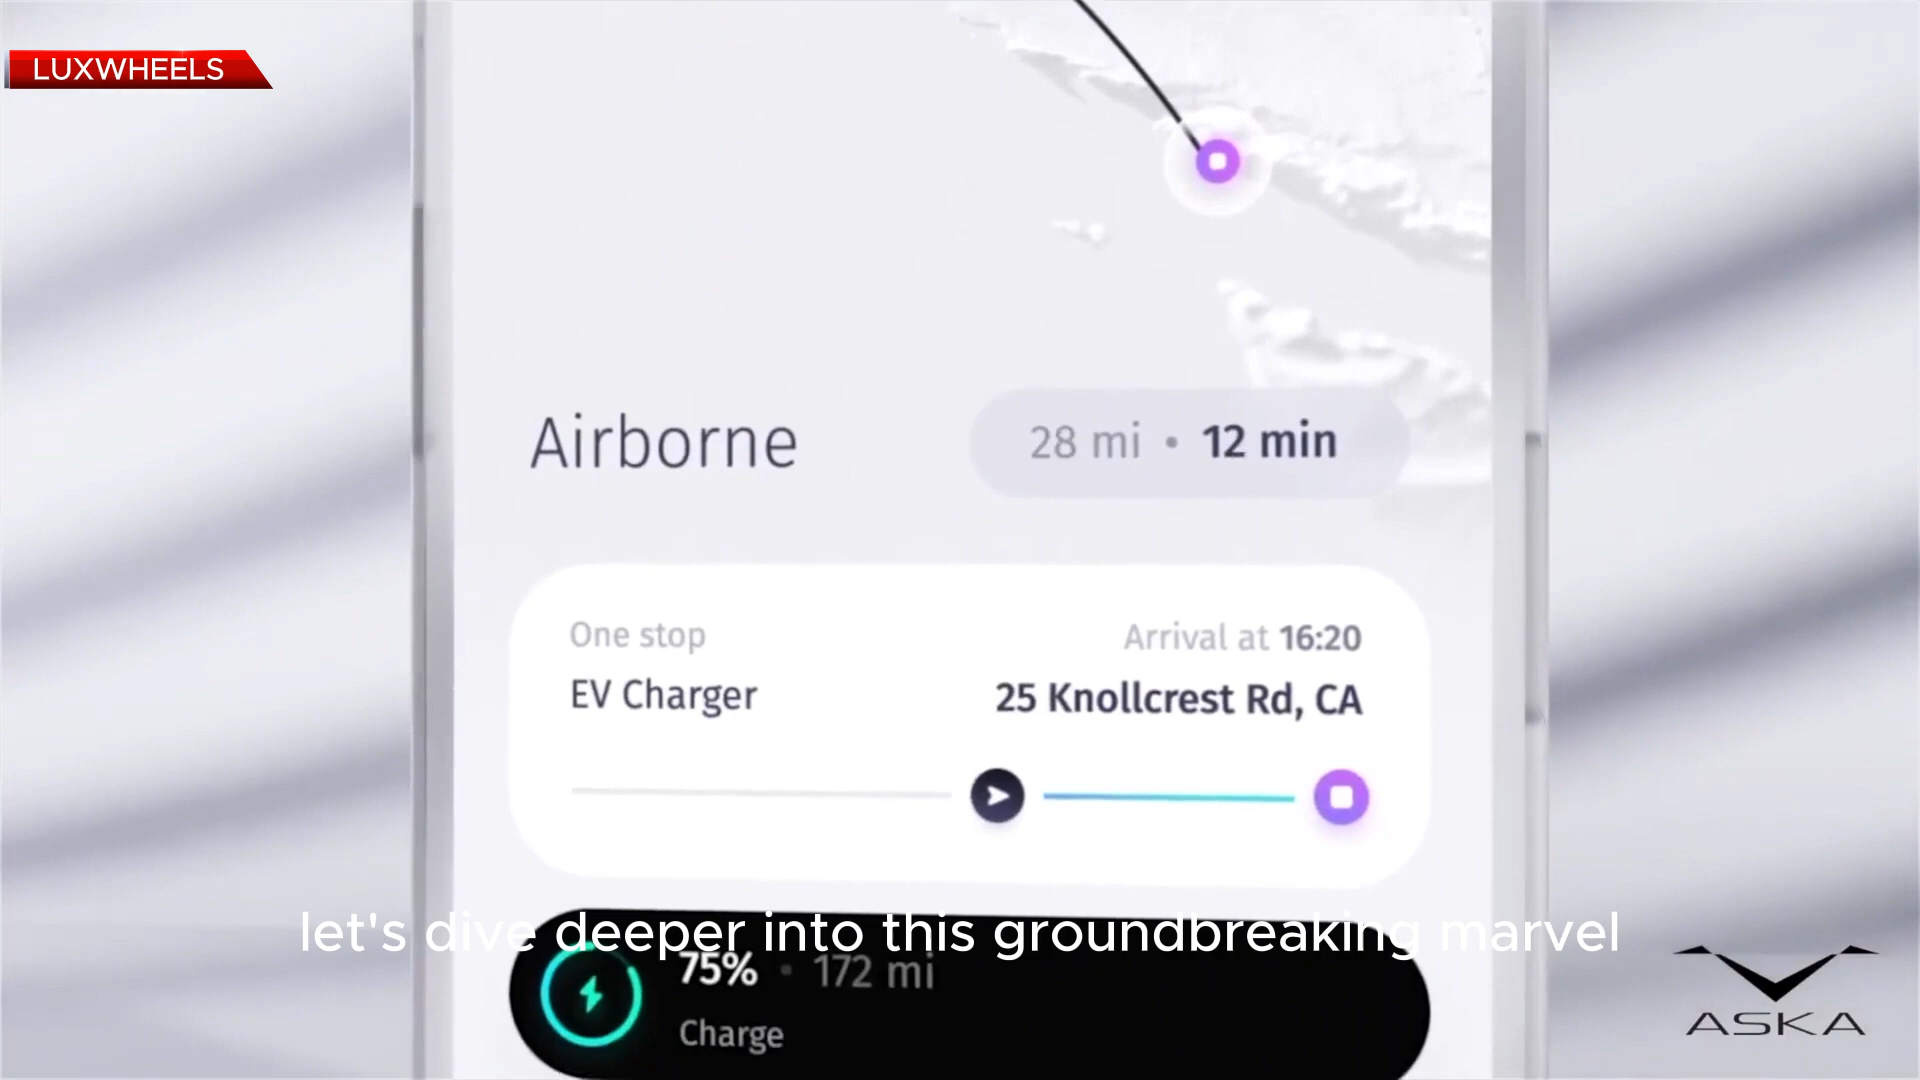 LUXWHEELS
Airborne
28 mi • 12 min
One stop
Arrival at 16:20
EV Charger
25 Knollcrest Rd, CA
let's dive deeper into this groundbreaking marvel
75% • 172 mi
Charge
ASKA